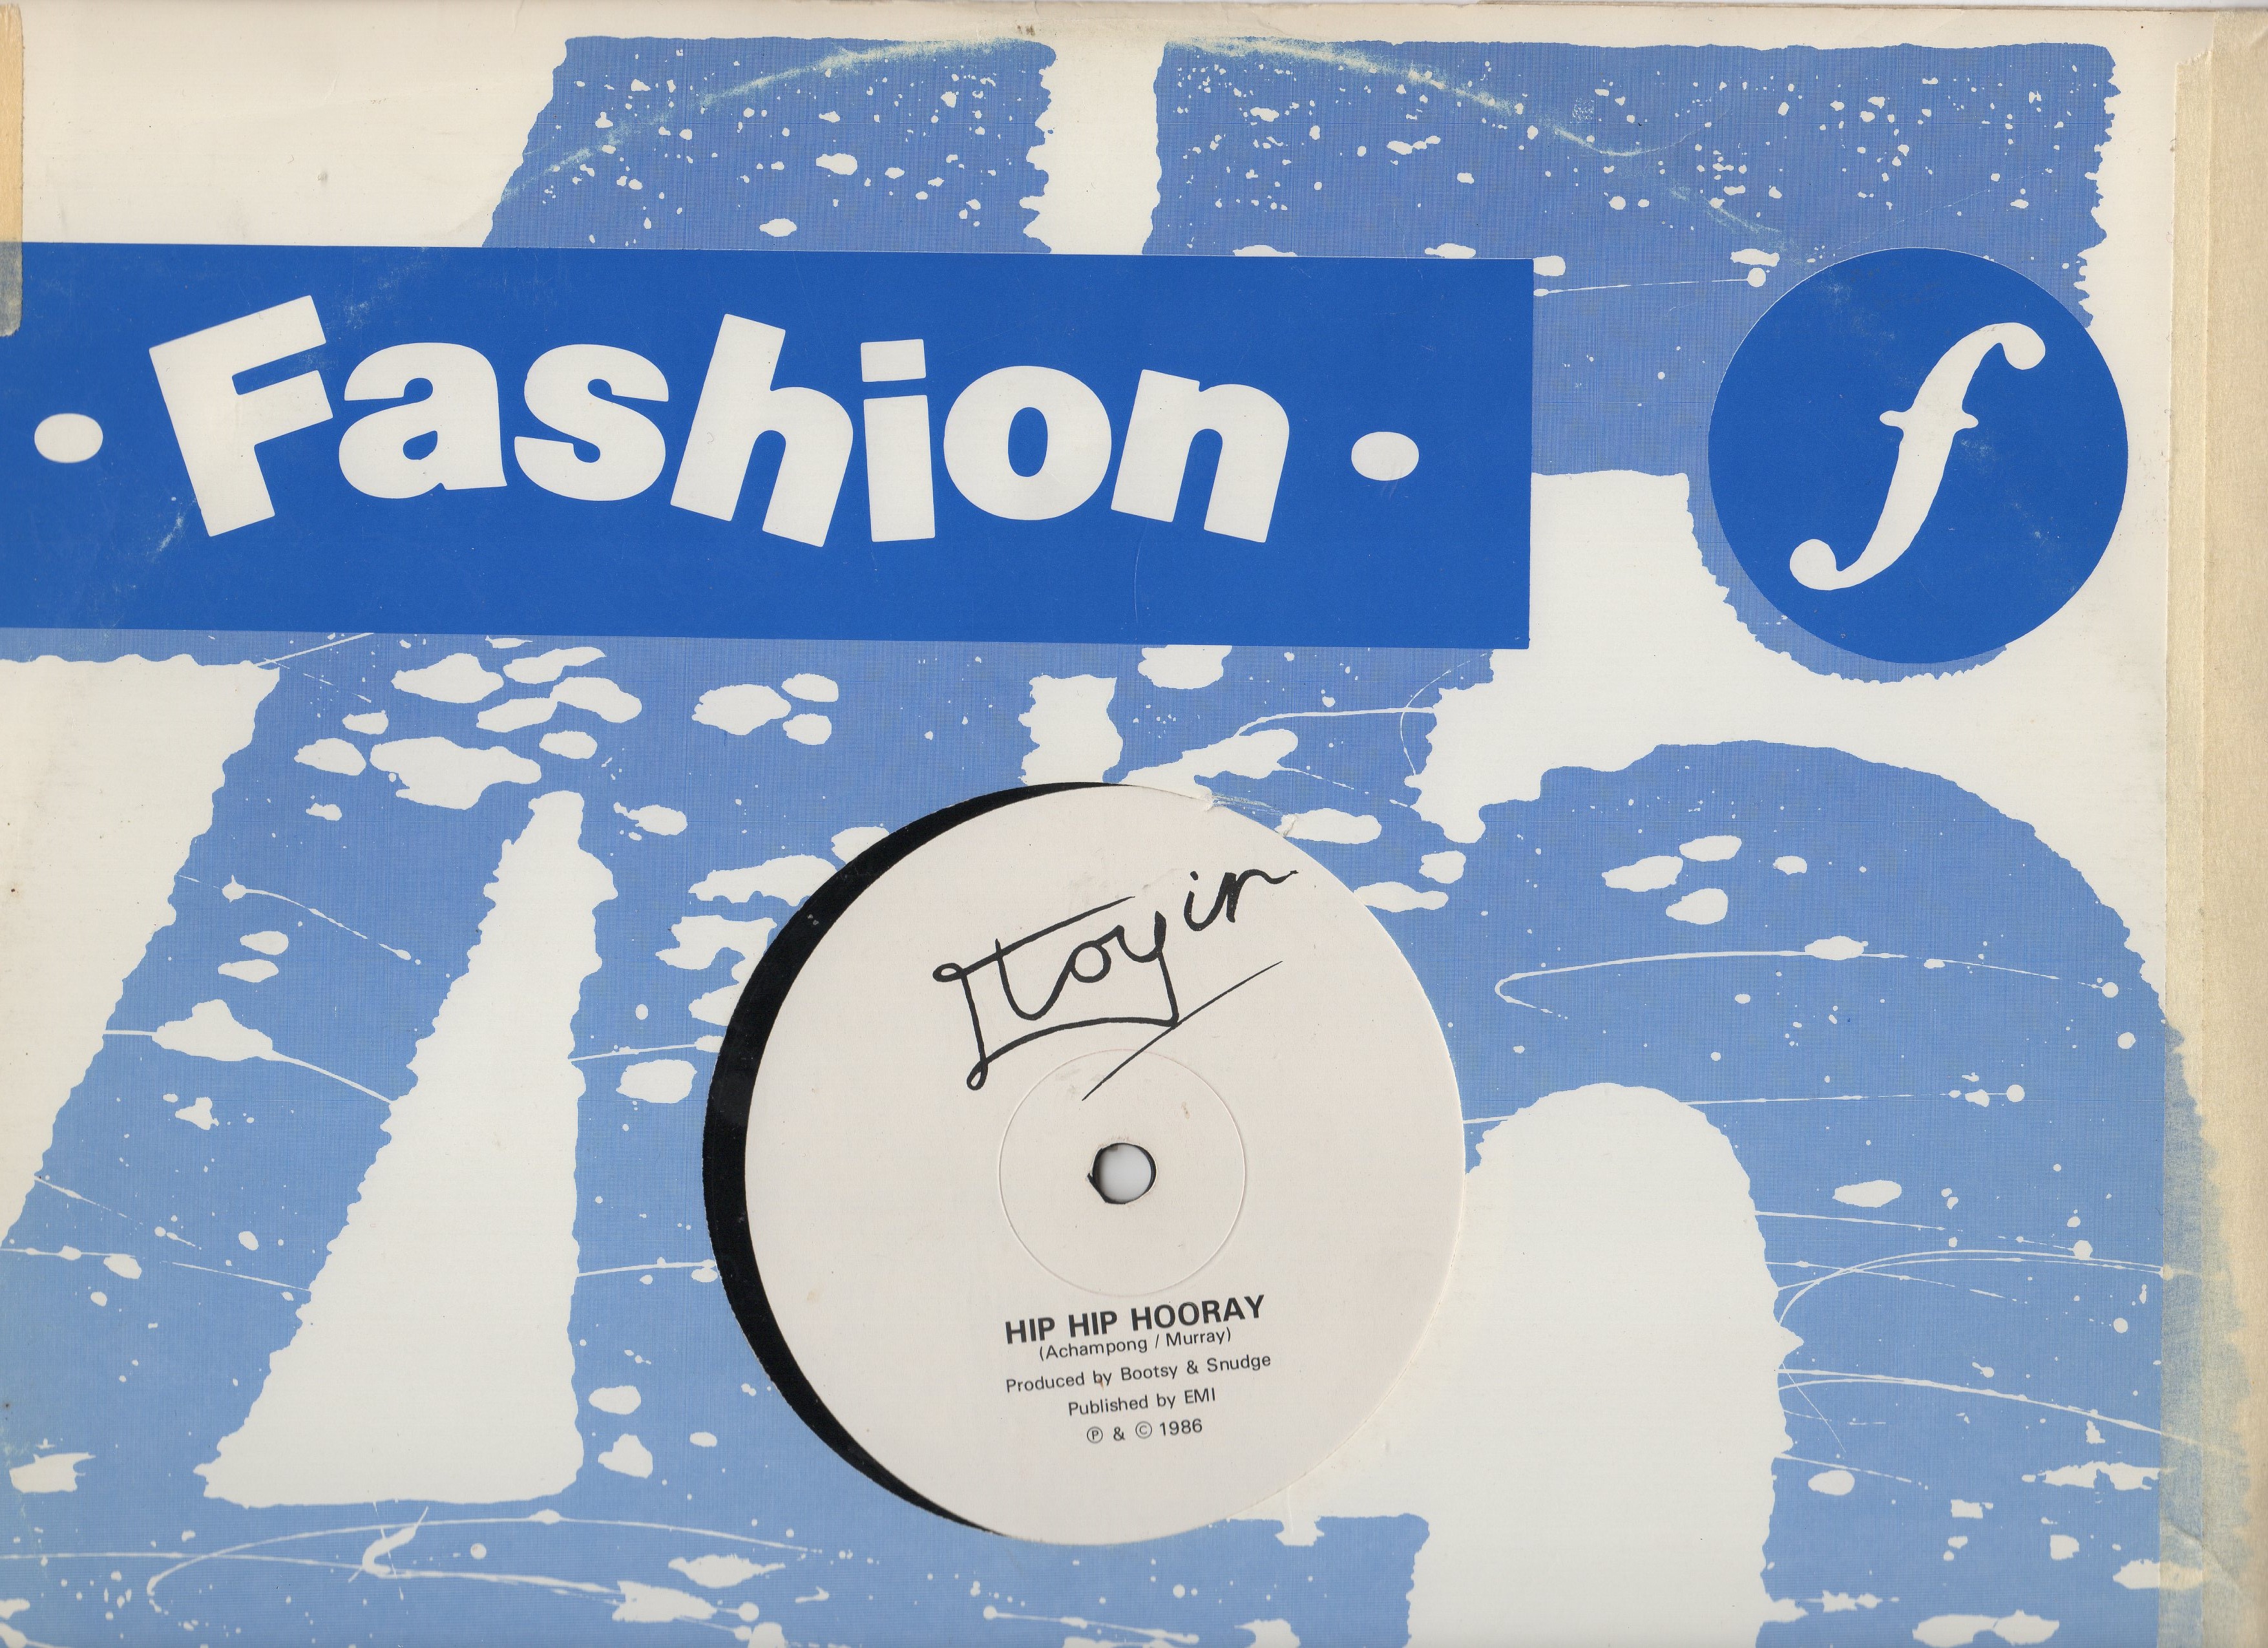 • Fashion •
f
toyin
HIP HIP HOORAY
(Achampong / Murray)
Produced by Bootsy & Snudge
Published by EMI
℗ & © 1986